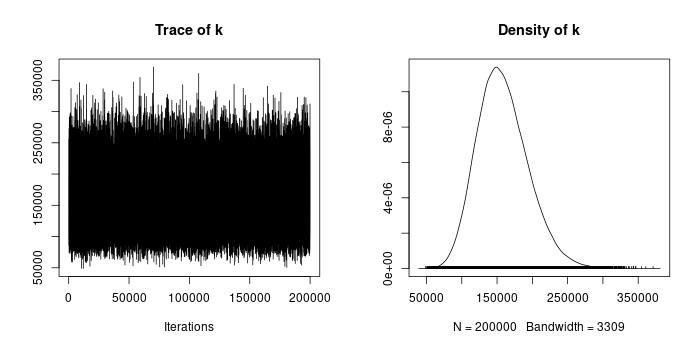 Trace of k
50000 150000 250000 350000
0 50000 100000 150000 200000
Iterations
Density of k
0e+00 4e-06 8e-06
50000 150000 250000 350000
N = 200000 Bandwidth = 3309